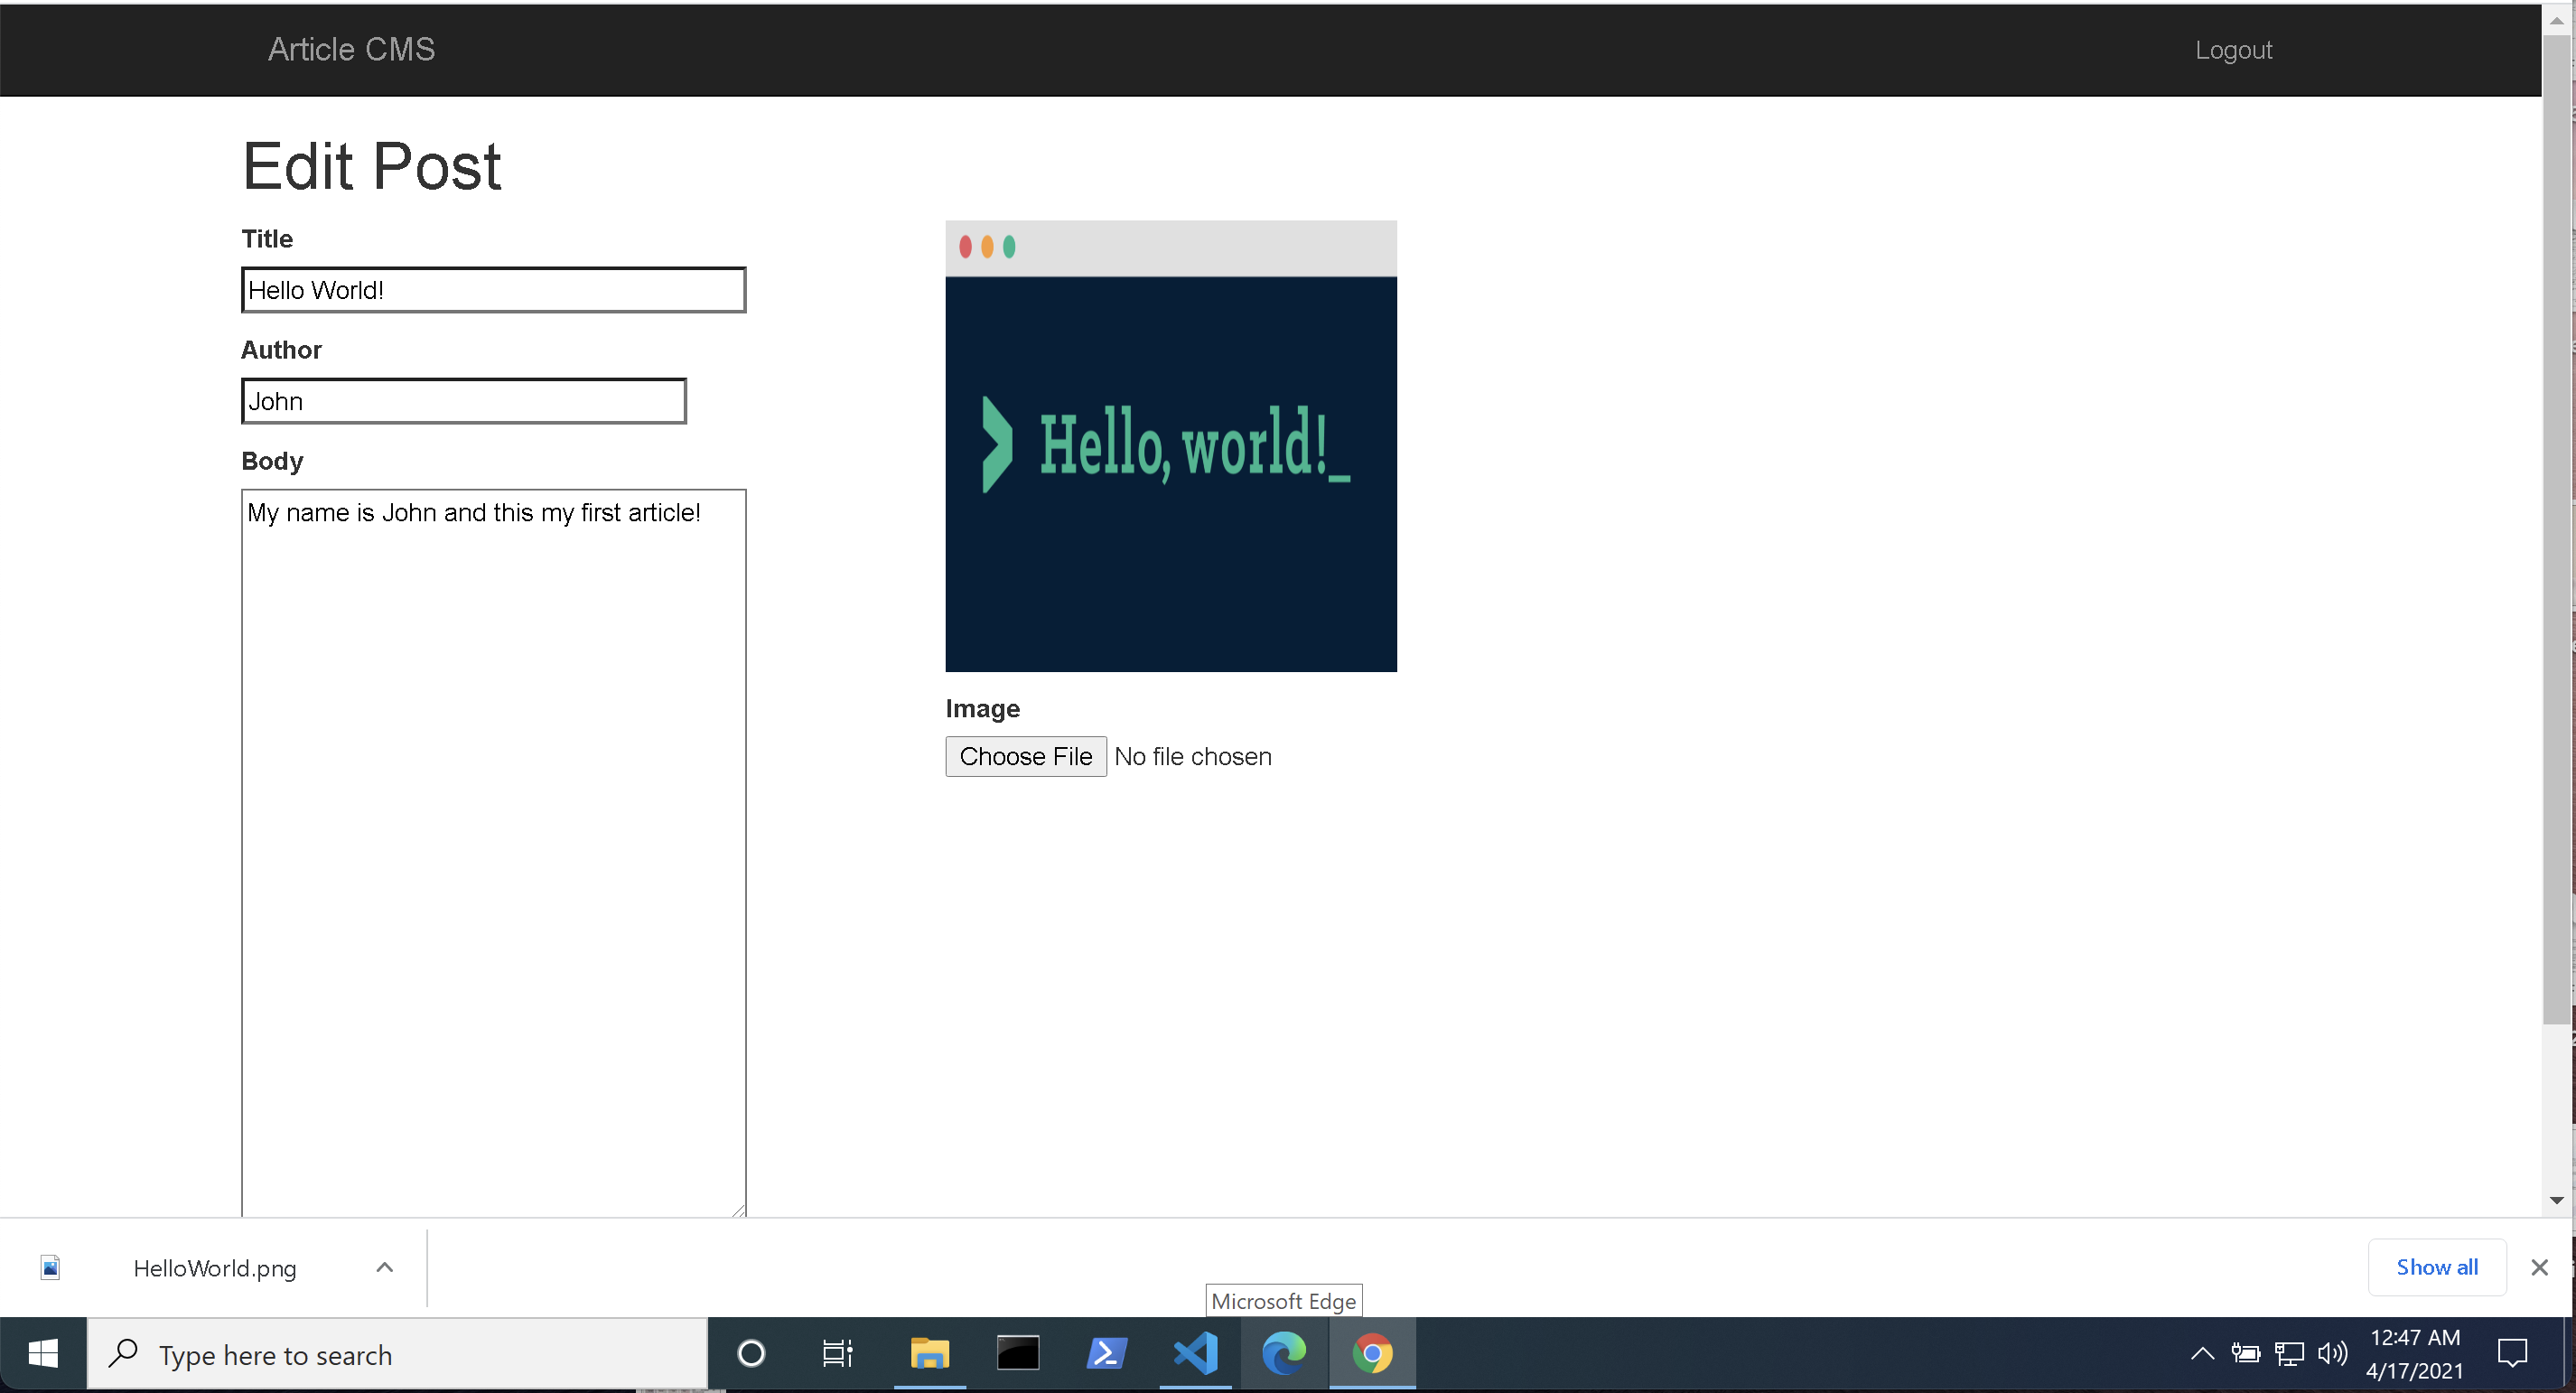 Article CMS
Logout
Edit Post
Title
Hello World!
Author
John
Body
My name is John and this my first article!
Hello, world!_
Image
Choose File No file chosen
HelloWorld.png
Show all
Microsoft Edge
Type here to search
12:47 AM
4/17/2021